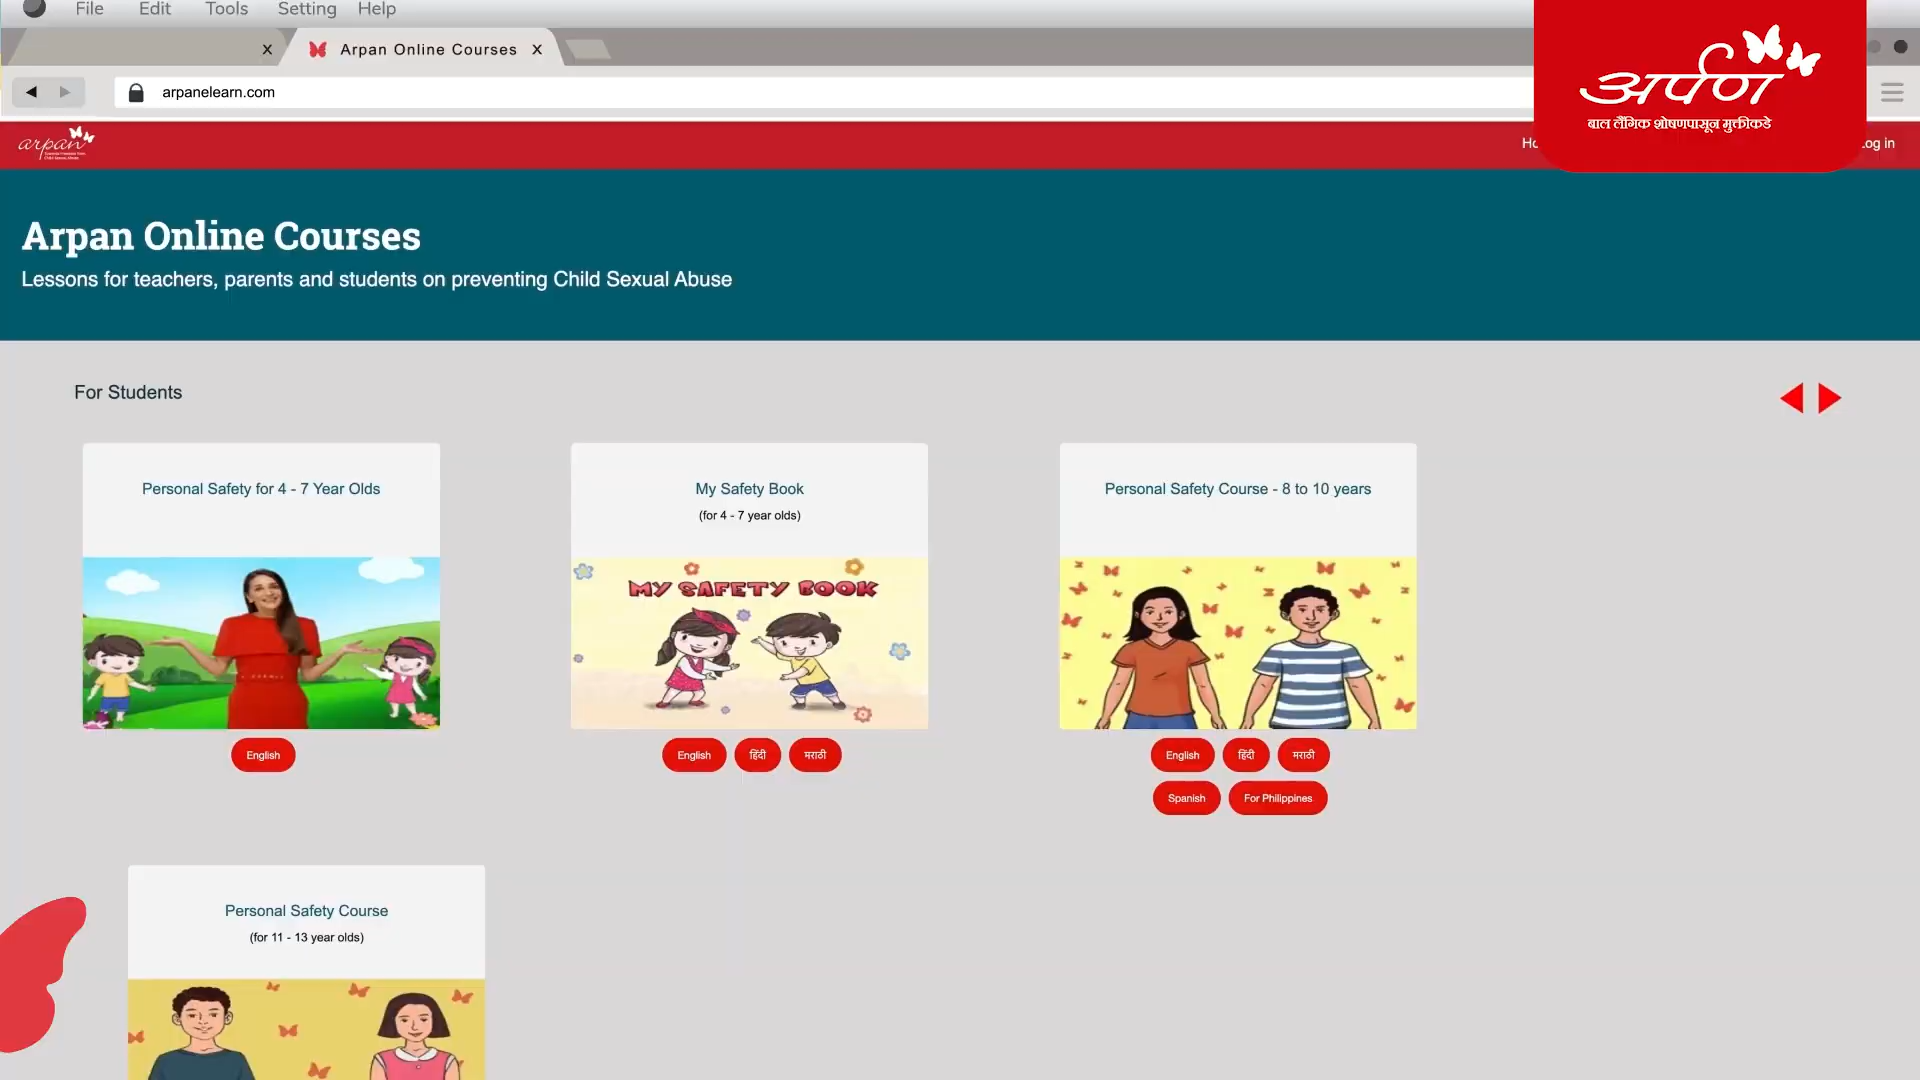 File Edit Tools Setting Help
x Arpan Online Courses x
arpanelearn.com
अर्पण
बाल लैंगिक शोषणापासून मुक्तीकडे
arpan
Log in
Arpan Online Courses
Lessons for teachers, parents and students on preventing Child Sexual Abuse
For Students
Personal Safety for 4 - 7 Year Olds
English
My Safety Book
(for 4 - 7 year olds)
MY SAFETY BOOK
English हिंदी मराठी
Personal Safety Course - 8 to 10 years
English हिंदी मराठी
Spanish For Philippines
Personal Safety Course
(for 11 - 13 year olds)